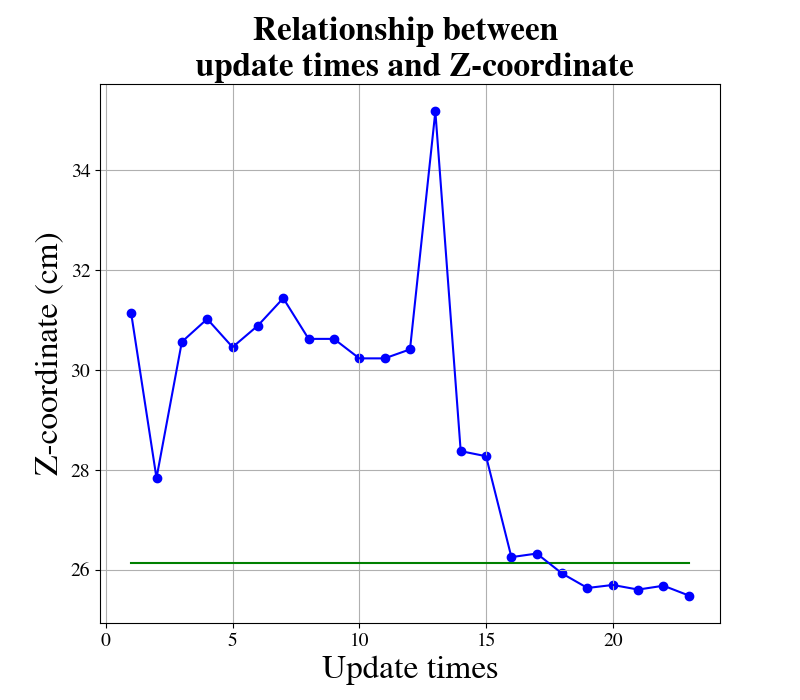 Relationship between
update times and Z-coordinate
Z-coordinate (cm)
34
32
30
28
26
0 5 10 15 20
Update times